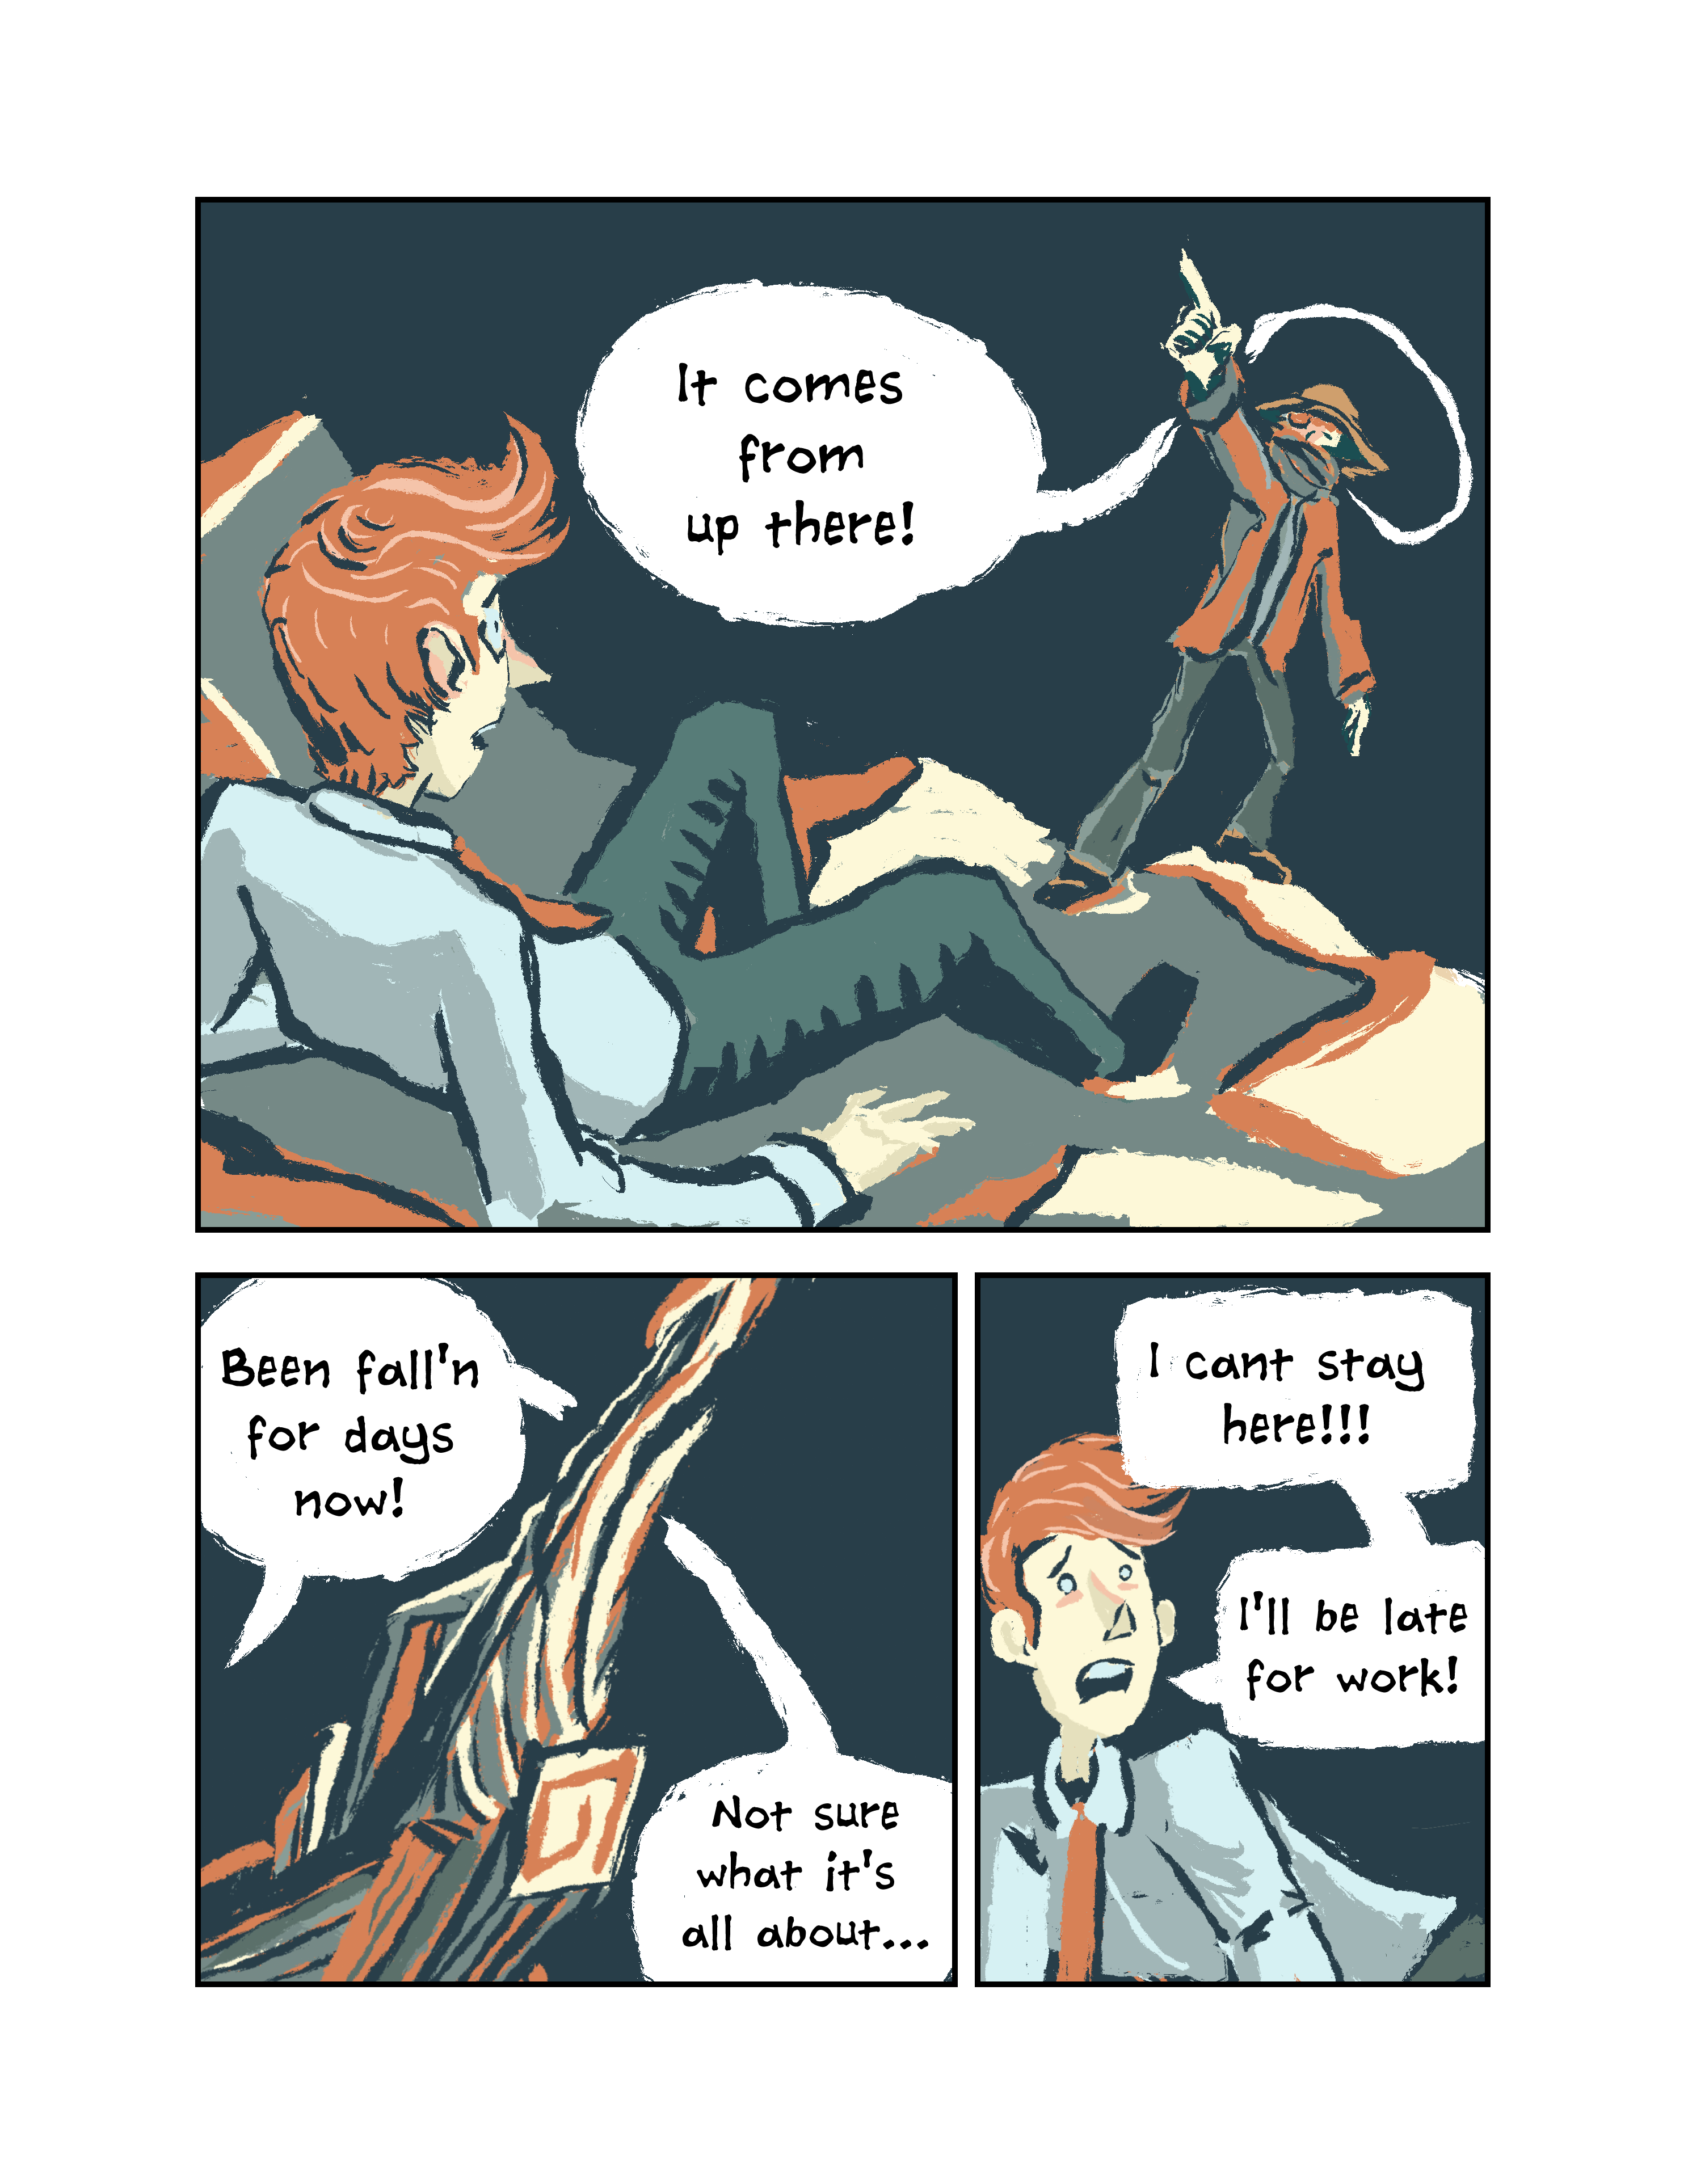 It comes
from
up there!
Been fall'n
for days
now!
Not sure
what it's
all about...
I cant stay
here!!!
I'll be late
for work!